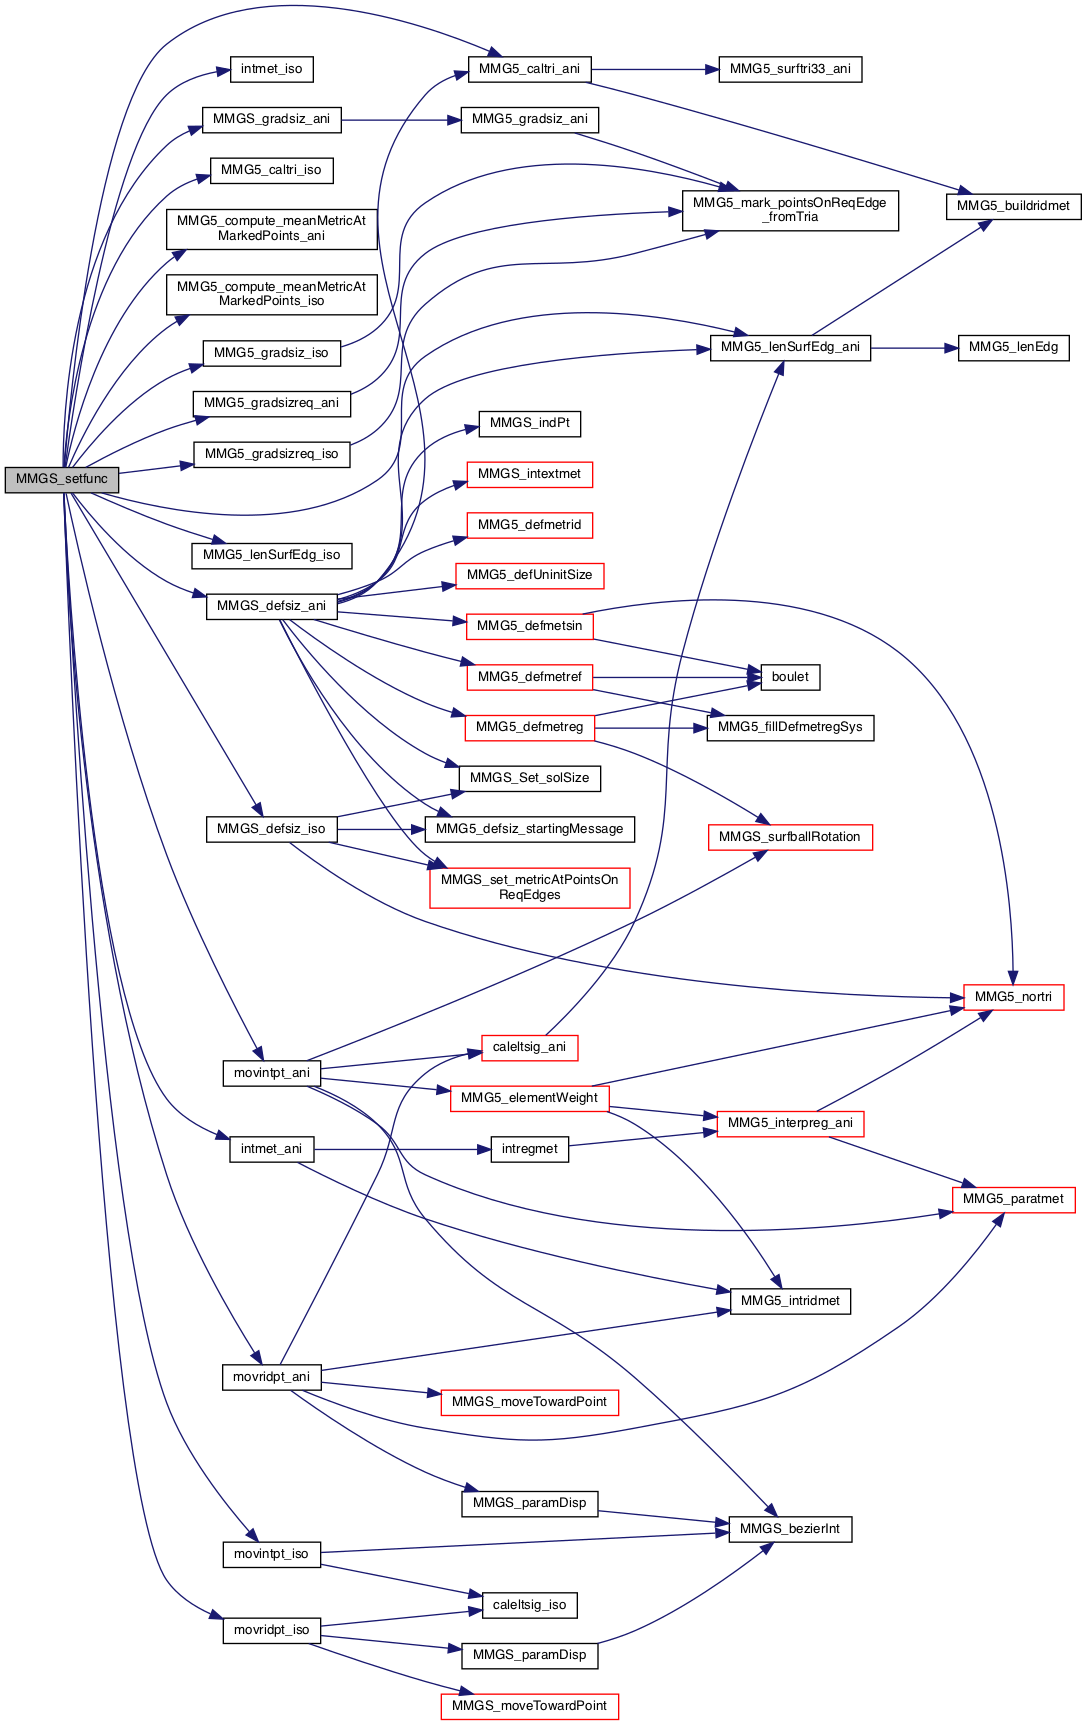 MMGS_setfunc
intmet_iso
MMGS_gradsiz_ani
MMG5_caltri_iso
MMG5_compute_meanMetricAt
MarkedPoints_ani
MMG5_compute_meanMetricAt
MarkedPoints_iso
MMG5_gradsiz_iso
MMG5_gradsizreq_ani
MMG5_gradsizreq_iso
MMG5_lenSurfEdg_iso
MMGS_defsiz_ani
MMGS_defsiz_iso
movintpt_ani
intmet_ani
movridpt_ani
movintpt_iso
movridpt_iso
MMG5_caltri_ani
MMG5_gradsiz_ani
MMGS_indPt
MMGS_intextmet
MMG5_defmetrid
MMG5_defUninitSize
MMG5_defmetsin
MMG5_defmetref
MMG5_defmetreg
MMGS_Set_solSize
MMG5_defsiz_startingMessage
MMGS_set_metricAtPointsOn
ReqEdges
caleltsig_ani
MMG5_elementWeight
intregmet
MMGS_moveTowardPoint
MMGS_paramDisp
caleltsig_iso
MMGS_paramDisp
MMGS_moveTowardPoint
MMG5_surftri33_ani
MMG5_mark_pointsOnReqEdge
_fromTria
MMG5_lenSurfEdg_ani
boulet
MMG5_fillDefmetregSys
MMGS_surfballRotation
MMG5_interpreg_ani
MMG5_intridmet
MMGS_bezierInt
MMG5_buildridmet
MMG5_lenEdg
MMG5_nortri
MMG5_paratmet